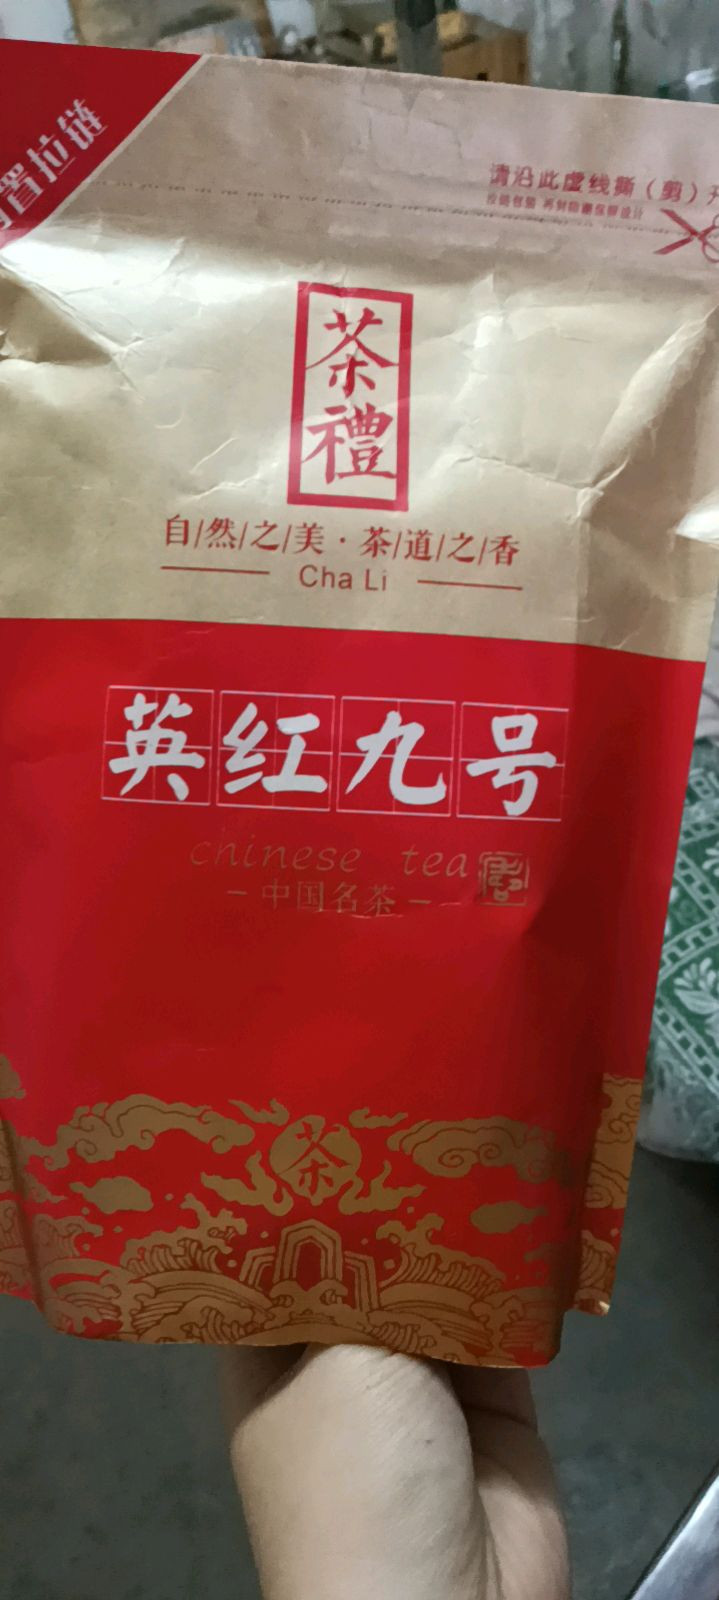 置拉链
请沿此虚线撕（剪）开
茶禮
自/然/之/美·茶/道/之/香
Cha Li
英红九号
chinese tea
－中国名茶－
茶